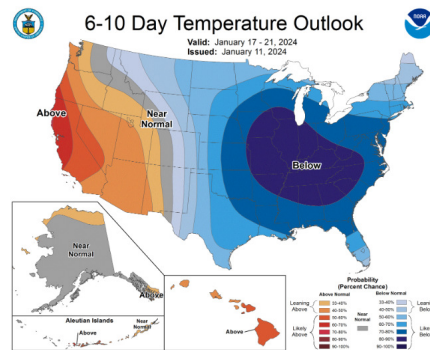 6-10 Day Temperature Outlook
Valid: January 17 - 21, 2024
Issued: January 11, 2024
NOAA
Above
Near
Normal
Below
Near
Normal
Above
Aleutian Islands
Near
Normal
Above
Above
Probability
(Percent Chance)
Above Normal
Below Normal
Leaning
Above
33-40%
40-50%
50-60%
60-70%
70-80%
80-90%
90-100%
Likely
Above
Near
Normal
33-40%
40-50%
50-60%
60-70%
70-80%
80-90%
90-100%